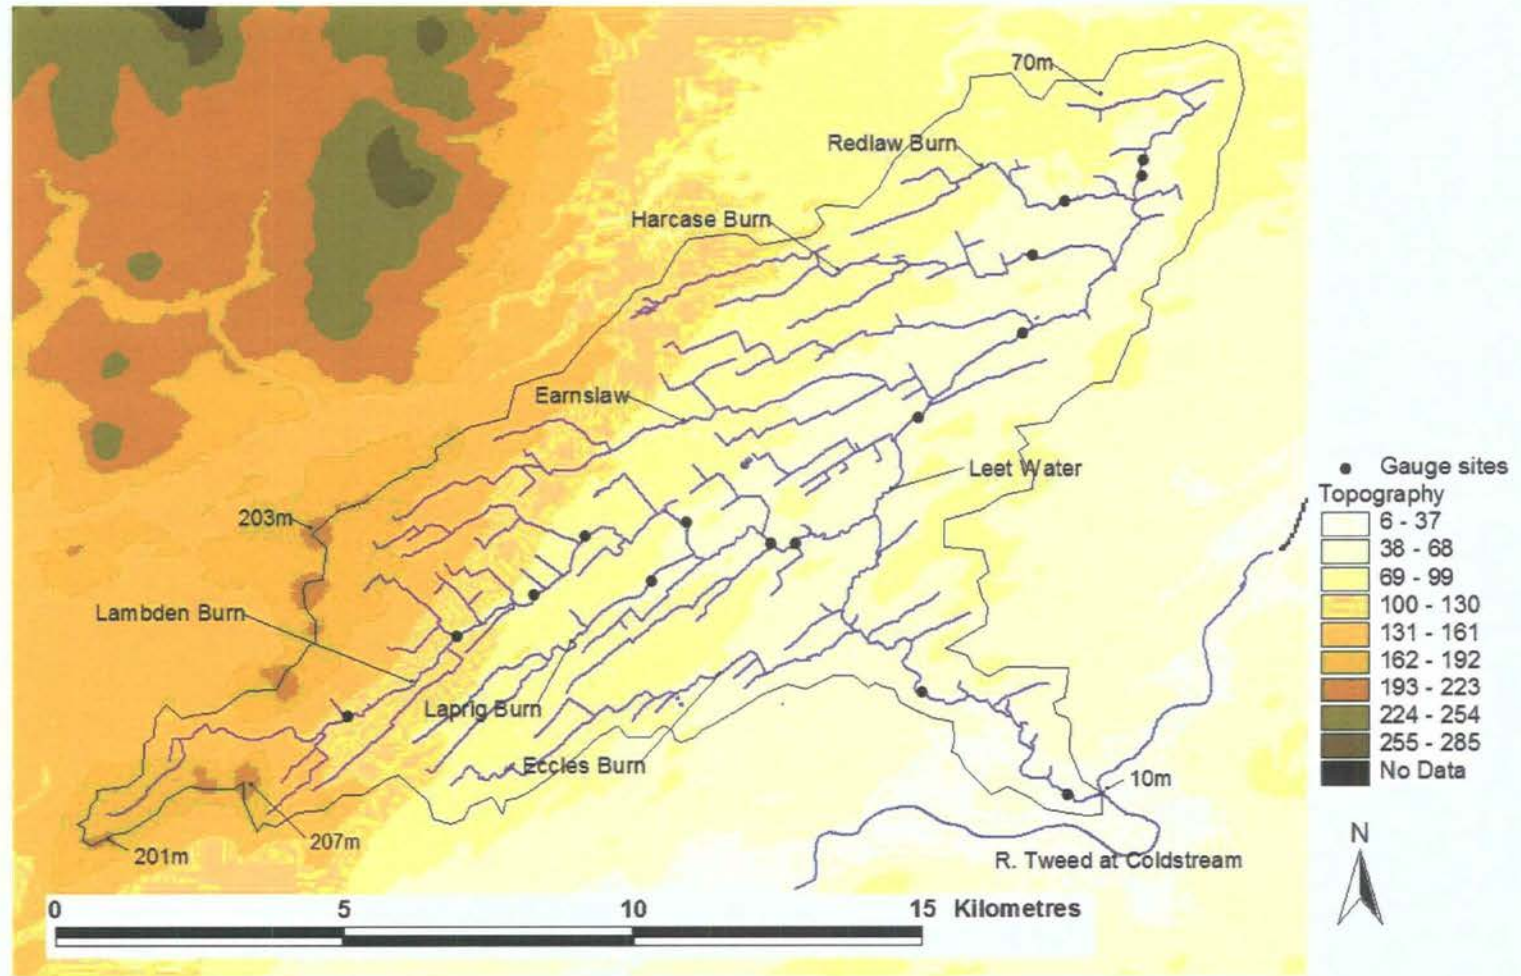 70m
Redlaw Burn
Harcase Burn
Earnslaw
Leet Water
203m
Lambden Burn
Laprig Burn
Eccles Burn
10m
207m
201m
R. Tweed at Coldstream
0 5 10 15 Kilometres
Gauge sites
Topography
6 - 37
38 - 68
69 - 99
100 - 130
131 - 161
162 - 192
193 - 223
224 - 254
255 - 285
No Data
N